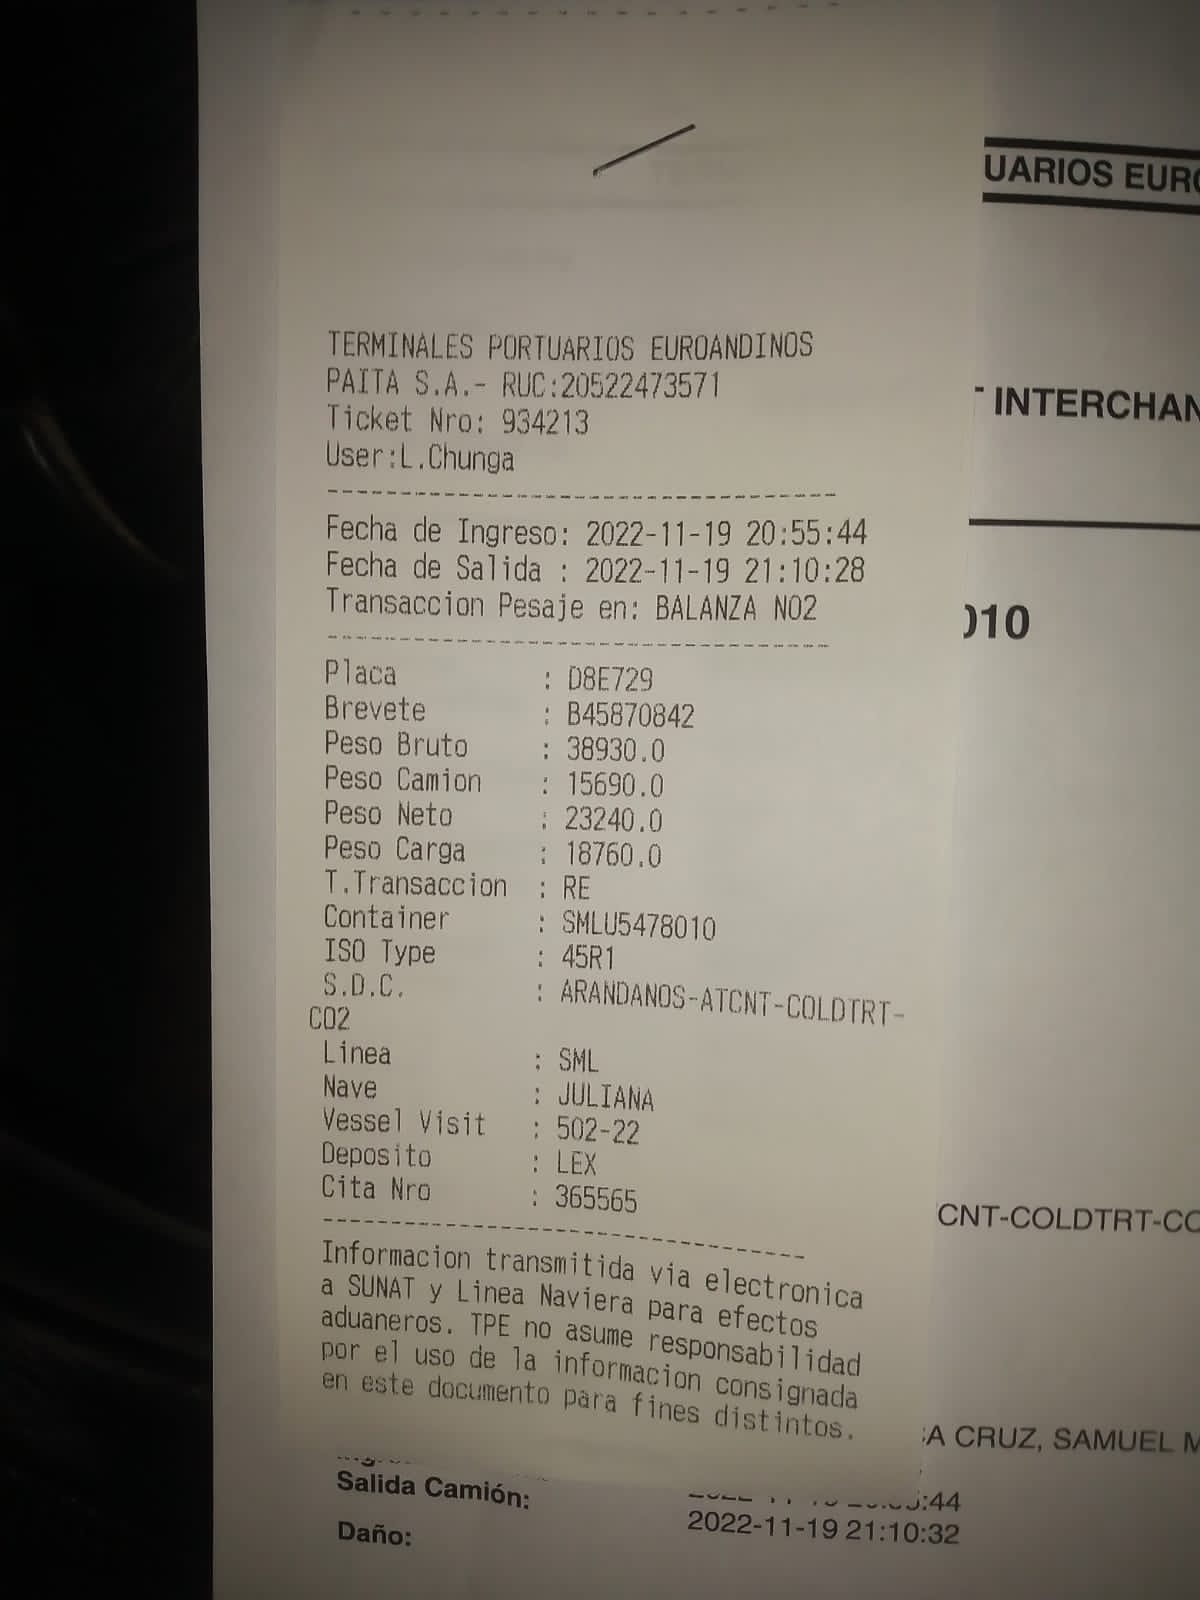 UARIOS EURO
INTERCHAN
010
TERMINALES PORTUARIOS EUROANDINOS
PAITA S.A.- RUC:20522473571
Ticket Nro: 934213
User:L.Chunga
--------------------------------
Fecha de Ingreso: 2022-11-19 20:55:44
Fecha de Salida : 2022-11-19 21:10:28
Transaccion Pesaje en: BALANZA NO2
--------------------------------
Placa : D8E729
Brevete : B45870842
Peso Bruto : 38930.0
Peso Camion : 15690.0
Peso Neto : 23240.0
Peso Carga : 18760.0
T.Transaccion : RE
Container : SMLU5478010
ISO Type : 45R1
S.D.C. : ARANDANOS-ATCNT-COLDTRT-
CO2
Linea : SML
Nave : JULIANA
Vessel Visit : 502-22
Deposito : LEX
Cita Nro : 365565
--------------------------------
Informacion transmitida via electronica
a SUNAT y Linea Naviera para efectos
aduaneros. TPE no asume responsabilidad
por el uso de la informacion consignada
en este documento para fines distintos.
CNT-COLDTRT-CO
A CRUZ, SAMUEL M
:44
Salida Camión: 2022-11-19 21:10:32
Daño: